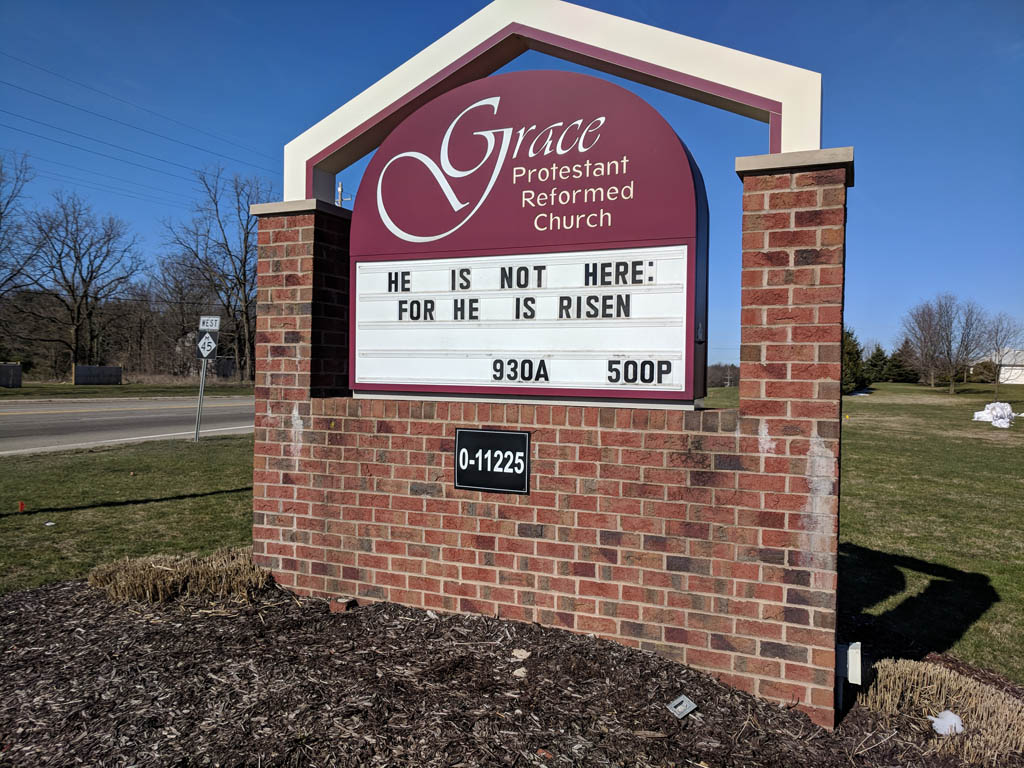 Grace
Protestant
Reformed
Church
HE IS NOT HERE:
FOR HE IS RISEN
930A 500P
0-11225
WEST
45